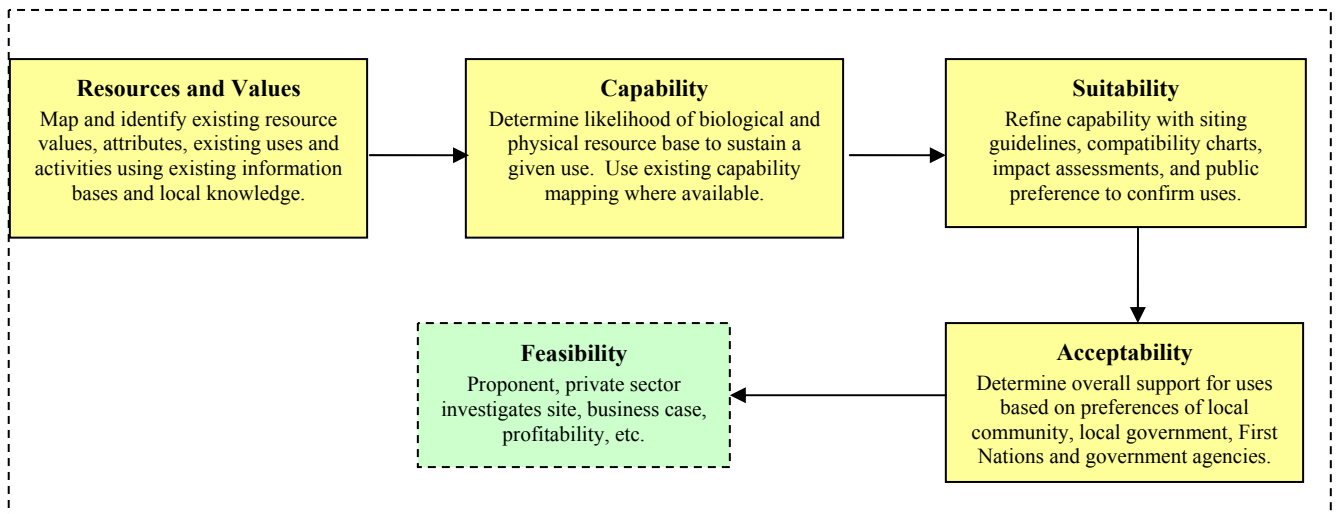 Resources and Values
Map and identify existing resource
values, attributes, existing uses and
activities using existing information
bases and local knowledge.
Capability
Determine likelihood of biological and
physical resource base to sustain a
given use.  Use existing capability
mapping where available.
Suitability
Refine capability with siting
guidelines, compatibility charts,
impact assessments, and public
preference to confirm uses.
Acceptability
Determine overall support for uses
based on preferences of local
community, local government, First
Nations and government agencies.
Feasibility
Proponent, private sector
investigates site, business case,
profitability, etc.